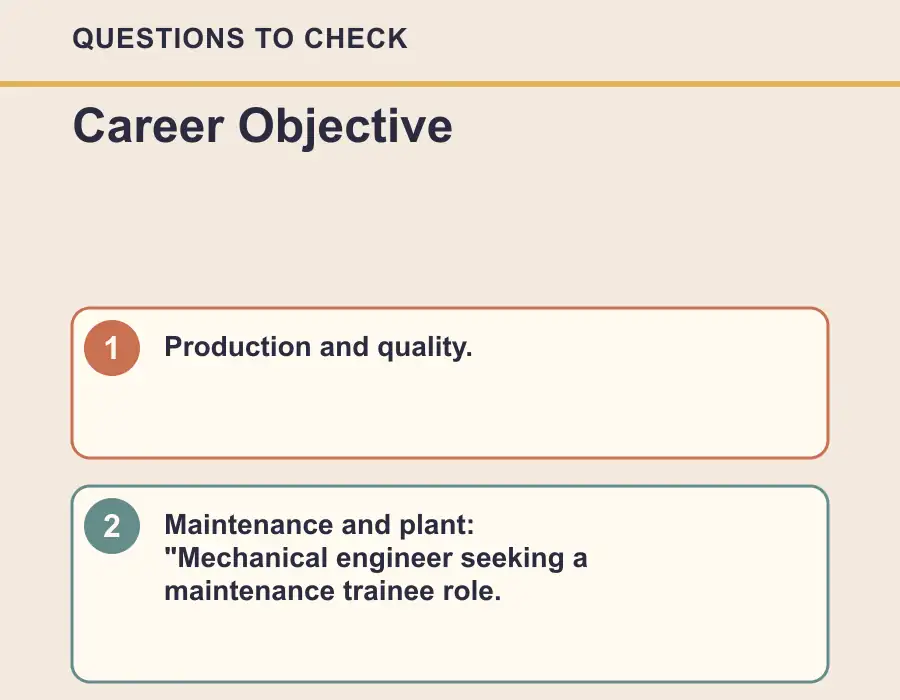 QUESTIONS TO CHECK
Career Objective
1
Production and quality.
2
Maintenance and plant:
"Mechanical engineer seeking a
maintenance trainee role.